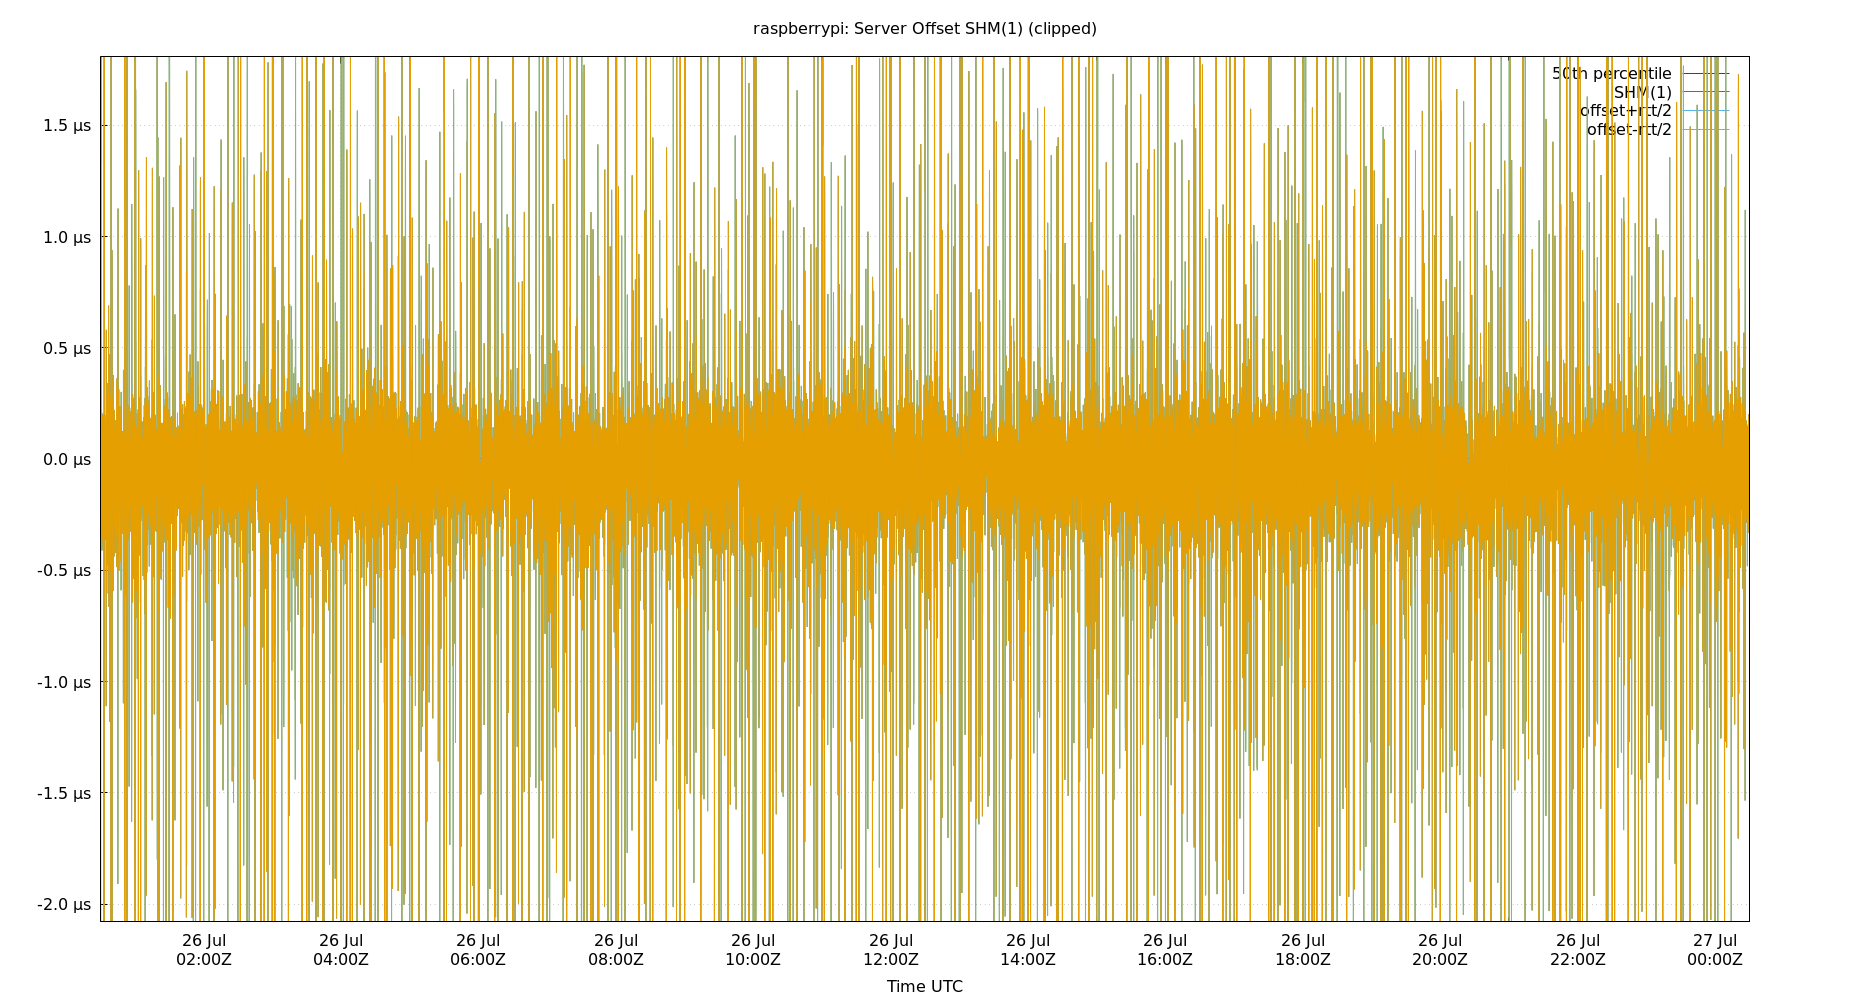 raspberrypi: Server Offset SHM(1) (clipped)
50th percentile
SHM(1)
offset+rtt/2
offset-rtt/2
1.5 µs
1.0 µs
0.5 µs
0.0 µs
-0.5 µs
-1.0 µs
-1.5 µs
-2.0 µs
26 Jul 26 Jul 26 Jul 26 Jul 26 Jul 26 Jul 26 Jul 26 Jul 26 Jul 26 Jul 26 Jul 27 Jul
02:00Z 04:00Z 06:00Z 08:00Z 10:00Z 12:00Z 14:00Z 16:00Z 18:00Z 20:00Z 22:00Z 00:00Z
Time UTC